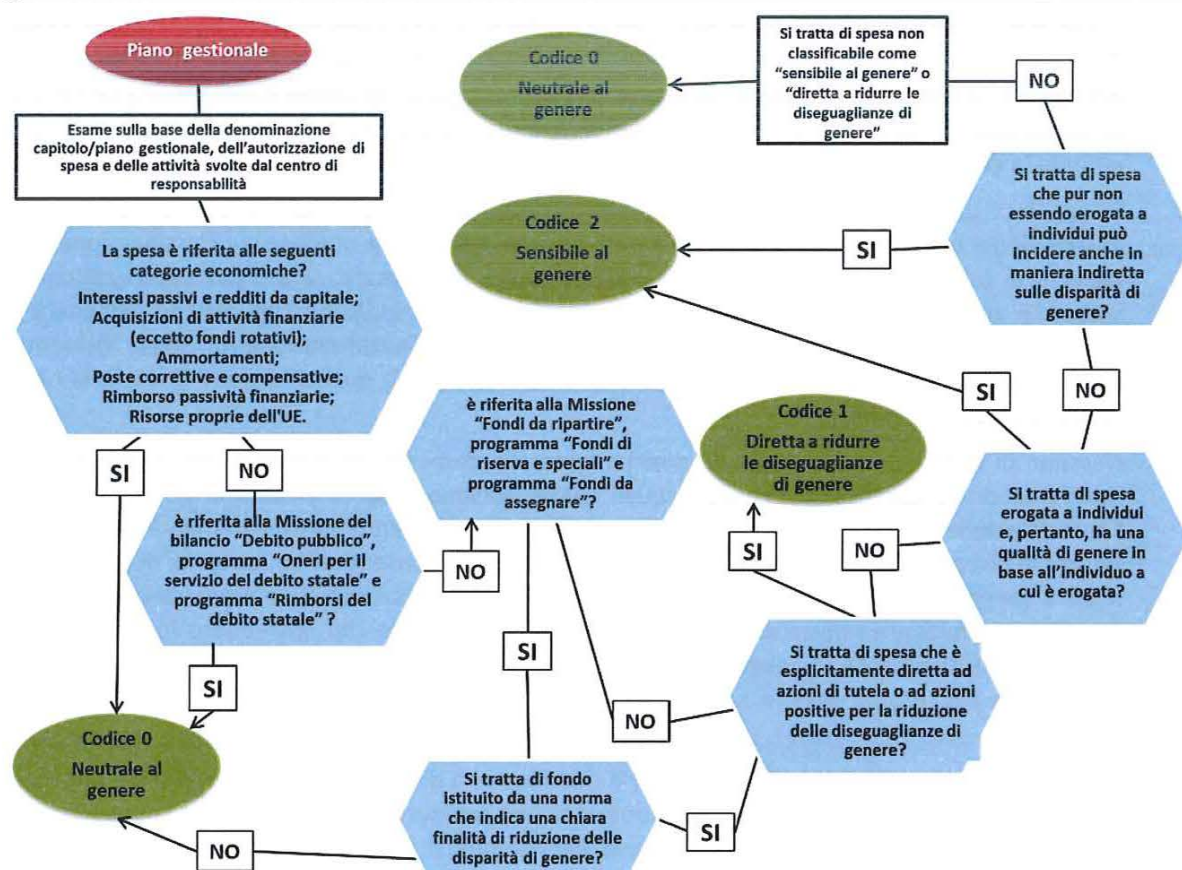 Piano gestionale
Esame sulla base della denominazione
capitolo/piano gestionale, dell'autorizzazione di
spesa e delle attività svolte dal centro di
responsabilità
La spesa è riferita alle seguenti
categorie economiche?
Interessi passivi e redditi da capitale;
Acquisizioni di attività finanziarie
(eccetto fondi rotativi);
Ammortamenti;
Poste correttive e compensative;
Rimborso passività finanziarie;
Risorse proprie dell'UE.
SI
NO
è riferita alla Missione del
bilancio "Debito pubblico",
programma "Oneri per il
servizio del debito statale" e
programma "Rimborsi del
debito statale" ?
SI
NO
Codice 0
Neutrale al
genere
è riferita alla Missione
"Fondi da ripartire",
programma "Fondi di
riserva e speciali" e
programma "Fondi da
assegnare"?
SI
NO
Si tratta di fondo
istituito da una norma
che indica una chiara
finalità di riduzione delle
disparità di genere?
NO
SI
Si tratta di spesa che è
esplicitamente diretta ad
azioni di tutela o ad azioni
positive per la riduzione
delle diseguaglianze di
genere?
SI
NO
Codice 1
Diretta a ridurre
le diseguaglianze
di genere
Si tratta di spesa
erogata a individui
e, pertanto, ha una
qualità di genere in
base all'individuo a
cui è erogata?
SI
NO
Codice 2
Sensibile al
genere
Si tratta di spesa
che pur non
essendo erogata a
individui può
incidere anche in
maniera indiretta
sulle disparità di
genere?
SI
NO
Si tratta di spesa non
classificabile come
"sensibile al genere" o
"diretta a ridurre le
diseguaglianze di
genere"
Codice 0
Neutrale al
genere